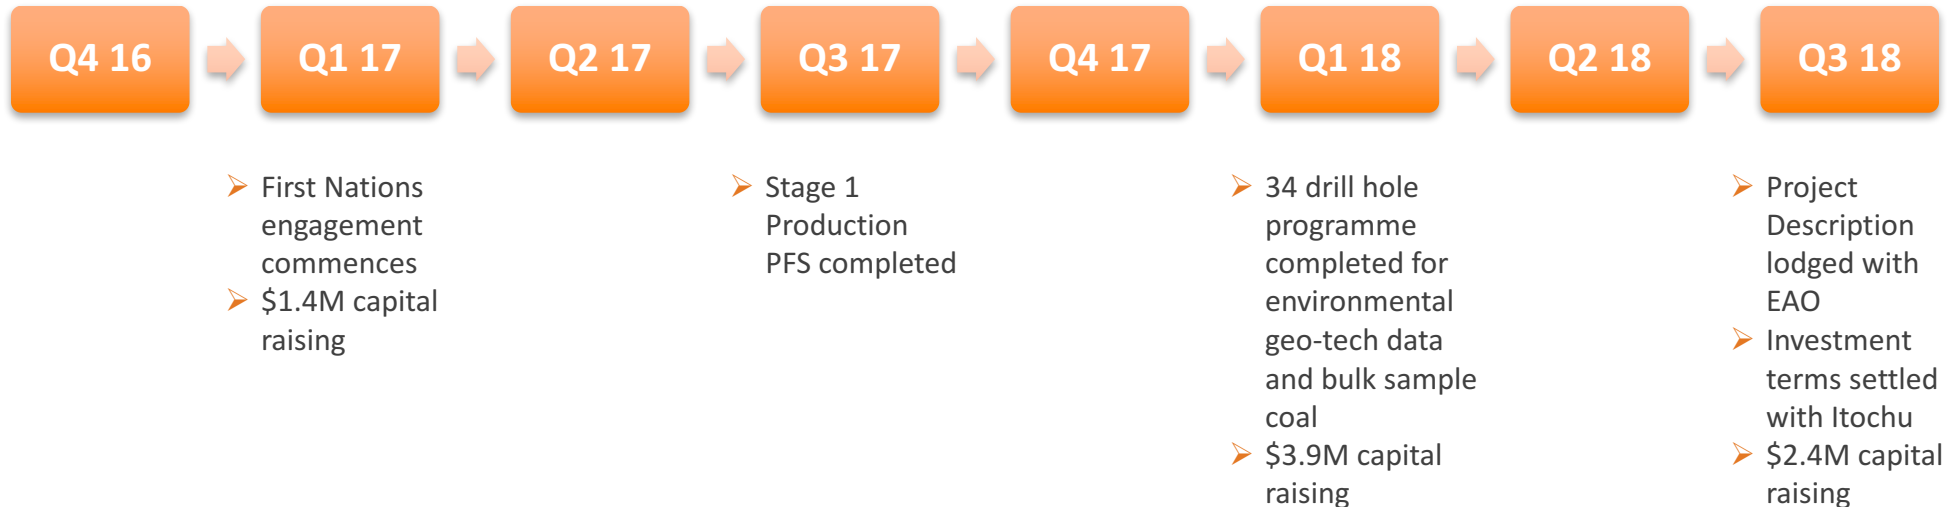 Q4 16
Q1 17
Q2 17
Q3 17
Q4 17
Q1 18
Q2 18
Q3 18
First Nations
engagement
commences
$1.4M capital
raising
Stage 1
Production
PFS completed
34 drill hole
programme
completed for
environmental
geo-tech data
and bulk sample
coal
$3.9M capital
raising
Project
Description
lodged with
EAO
Investment
terms settled
with Itochu
$2.4M capital
raising